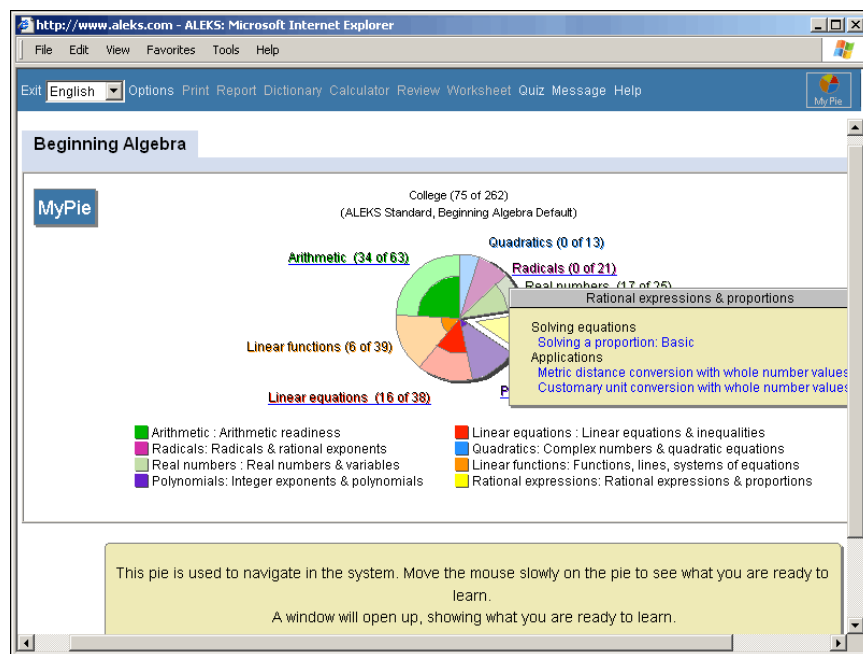 http://www.aleks.com - ALEKS: Microsoft Internet Explorer
File Edit View Favorites Tools Help
Exit English Options Print Report Dictionary Calculator Review Worksheet Quiz Message Help
MyPie
Beginning Algebra
MyPie
College (75 of 262)
(ALEKS Standard, Beginning Algebra Default)
Quadratics (0 of 13)
Arithmetic (34 of 63)
Radicals (0 of 21)
Real numbers (17 of 25)
Rational expressions & proportions
Solving equations
Solving a proportion: Basic
Applications
Metric distance conversion with whole number values
Customary unit conversion with whole number values
Linear functions (6 of 39)
Linear equations (16 of 38)
Arithmetic : Arithmetic readiness
Linear equations : Linear equations & inequalities
Radicals: Radicals & rational exponents
Quadratics: Complex numbers & quadratic equations
Real numbers : Real numbers & variables
Linear functions: Functions, lines, systems of equations
Polynomials: Integer exponents & polynomials
Rational expressions: Rational expressions & proportions
This pie is used to navigate in the system. Move the mouse slowly on the pie to see what you are ready to
learn.
A window will open up, showing what you are ready to learn.